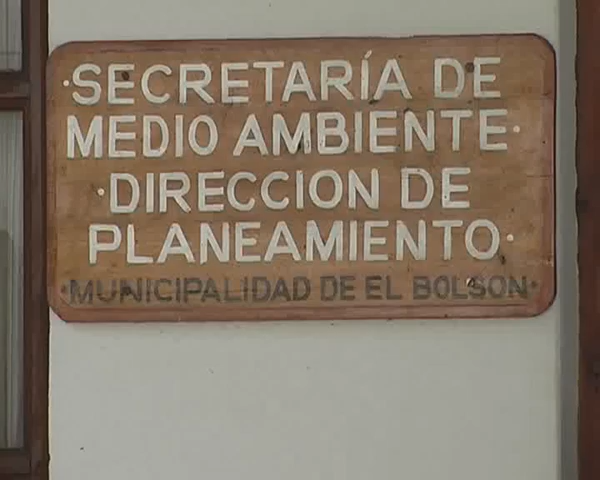 ·SECRETARÍA DE
MEDIO AMBIENTE·
·DIRECCION DE
PLANEAMIENTO·
·MUNICIPALIDAD DE EL BOLSON·